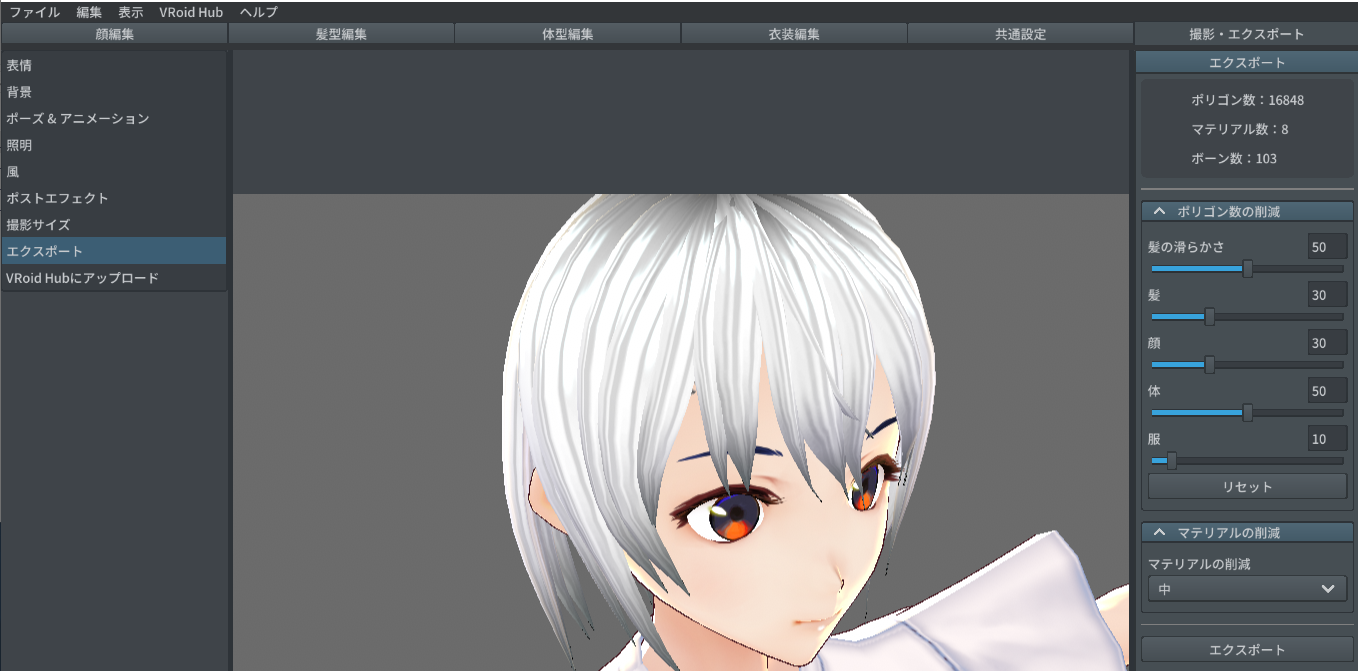 ファイル 編集 表示 VRoid Hub ヘルプ
顔編集 髪型編集 体型編集 衣装編集 共通設定 撮影・エクスポート
表情
背景
ポーズ & アニメーション
照明
風
ポストエフェクト
撮影サイズ
エクスポート
VRoid Hubにアップロード
エクスポート
ポリゴン数：16848
マテリアル数：8
ボーン数：103
ポリゴン数の削減
髪の滑らかさ 50
髪 30
顔 30
体 50
服 10
リセット
マテリアルの削減
マテリアルの削減
中
エクスポート